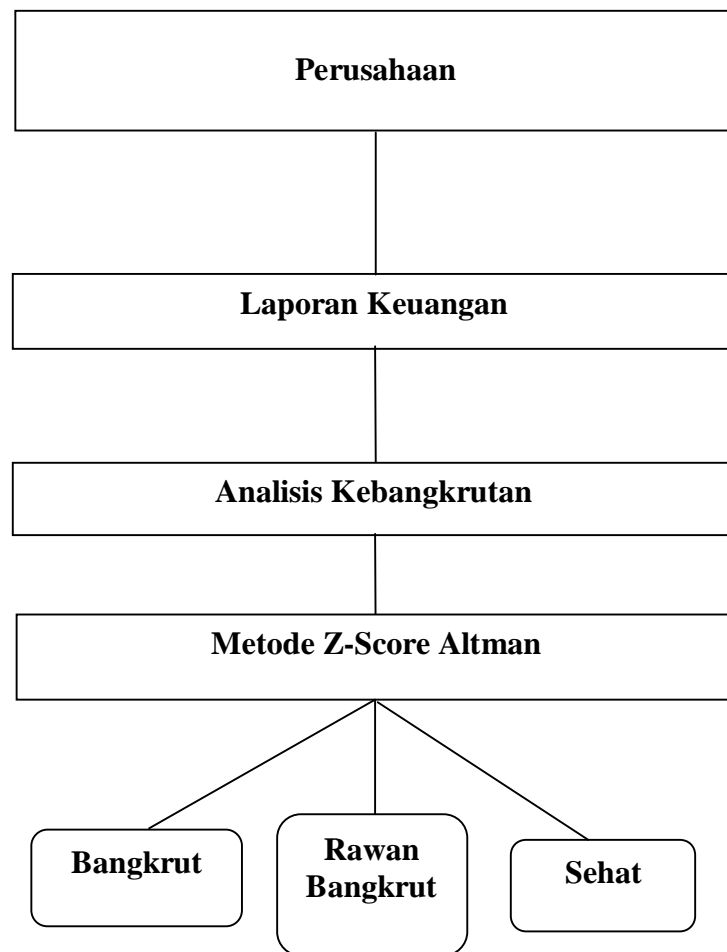 Perusahaan
Laporan Keuangan
Analisis Kebangkrutan
Metode Z-Score Altman
Bangkrut
Rawan
Bangkrut
Sehat